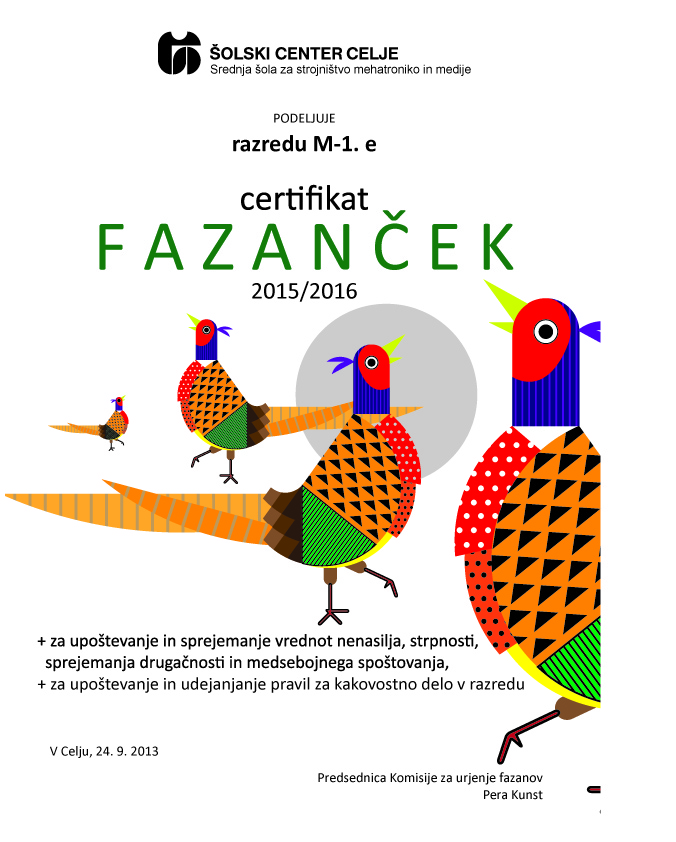 ŠOLSKI CENTER CELJE
Srednja šola za strojništvo mehatroniko in medije
PODELJUJE
razredu M-1. e
certifikat
FAZANČEK
2015/2016
+ za upoštevanje in sprejemanje vrednot nenasilja, strpnosti,
sprejemanja drugačnosti in medsebojnega spoštovanja,
+ za upoštevanje in udejanjanje pravil za kakovostno delo v razredu
V Celju, 24. 9. 2013
Predsednica Komisije za urjenje fazanov
Pera Kunst